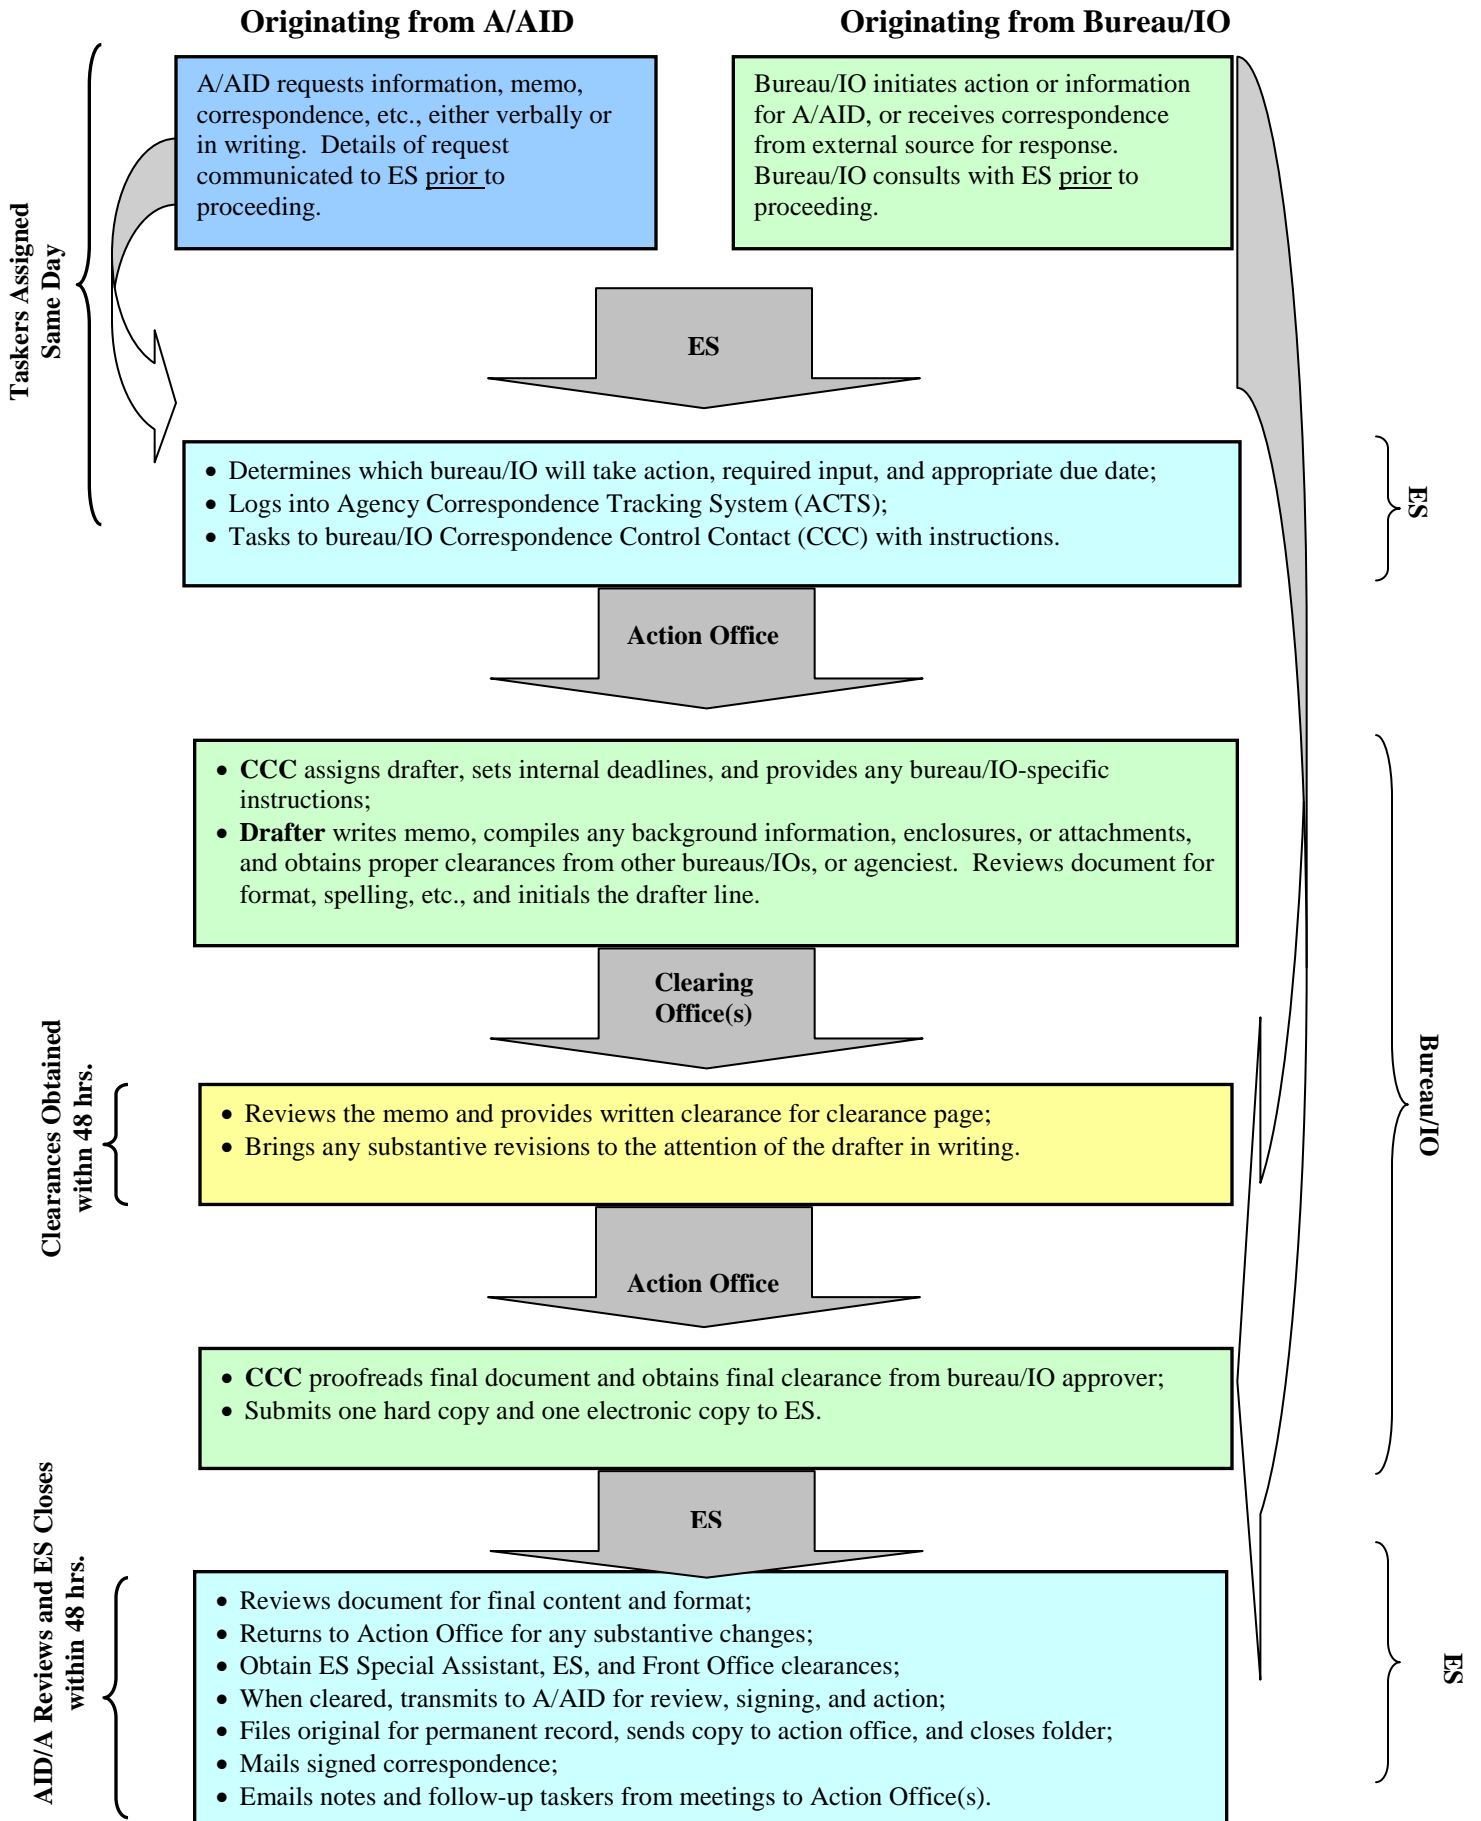 Originating from A/AID
Originating from Bureau/IO
A/AID requests information, memo,
correspondence, etc., either verbally or
in writing.  Details of request
communicated to ES prior to
proceeding.
Bureau/IO initiates action or information
for A/AID, or receives correspondence
from external source for response.
Bureau/IO consults with ES prior to
proceeding.
Taskers Assigned
Same Day
ES
• Determines which bureau/IO will take action, required input, and appropriate due date;
• Logs into Agency Correspondence Tracking System (ACTS);
• Tasks to bureau/IO Correspondence Control Contact (CCC) with instructions.
ES
Action Office
• CCC assigns drafter, sets internal deadlines, and provides any bureau/IO-specific
instructions;
• Drafter writes memo, compiles any background information, enclosures, or attachments,
and obtains proper clearances from other bureaus/IOs, or agenciest.  Reviews document for
format, spelling, etc., and initials the drafter line.
Bureau/IO
Clearing
Office(s)
Clearances Obtained
withn 48 hrs.
• Reviews the memo and provides written clearance for clearance page;
• Brings any substantive revisions to the attention of the drafter in writing.
Action Office
• CCC proofreads final document and obtains final clearance from bureau/IO approver;
• Submits one hard copy and one electronic copy to ES.
ES
AID/A Reviews and ES Closes
within 48 hrs.
• Reviews document for final content and format;
• Returns to Action Office for any substantive changes;
• Obtain ES Special Assistant, ES, and Front Office clearances;
• When cleared, transmits to A/AID for review, signing, and action;
• Files original for permanent record, sends copy to action office, and closes folder;
• Mails signed correspondence;
• Emails notes and follow-up taskers from meetings to Action Office(s).
ES